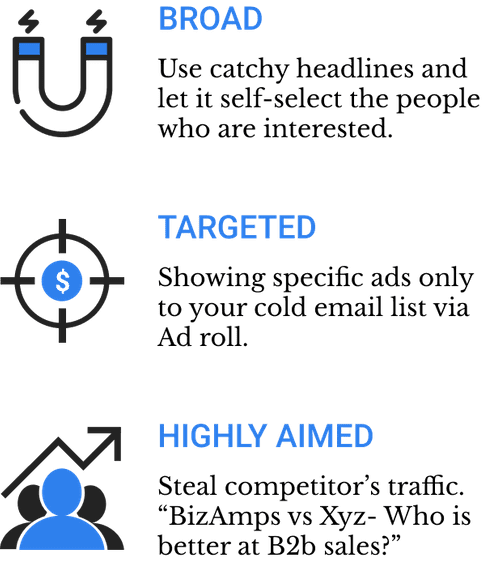 BROAD
Use catchy headlines and
let it self-select the people
who are interested.
TARGETED
$
Showing specific ads only
to your cold email list via
Ad roll.
HIGHLY AIMED
Steal competitor’s traffic.
“BizAmps vs Xyz- Who is
better at B2b sales?”